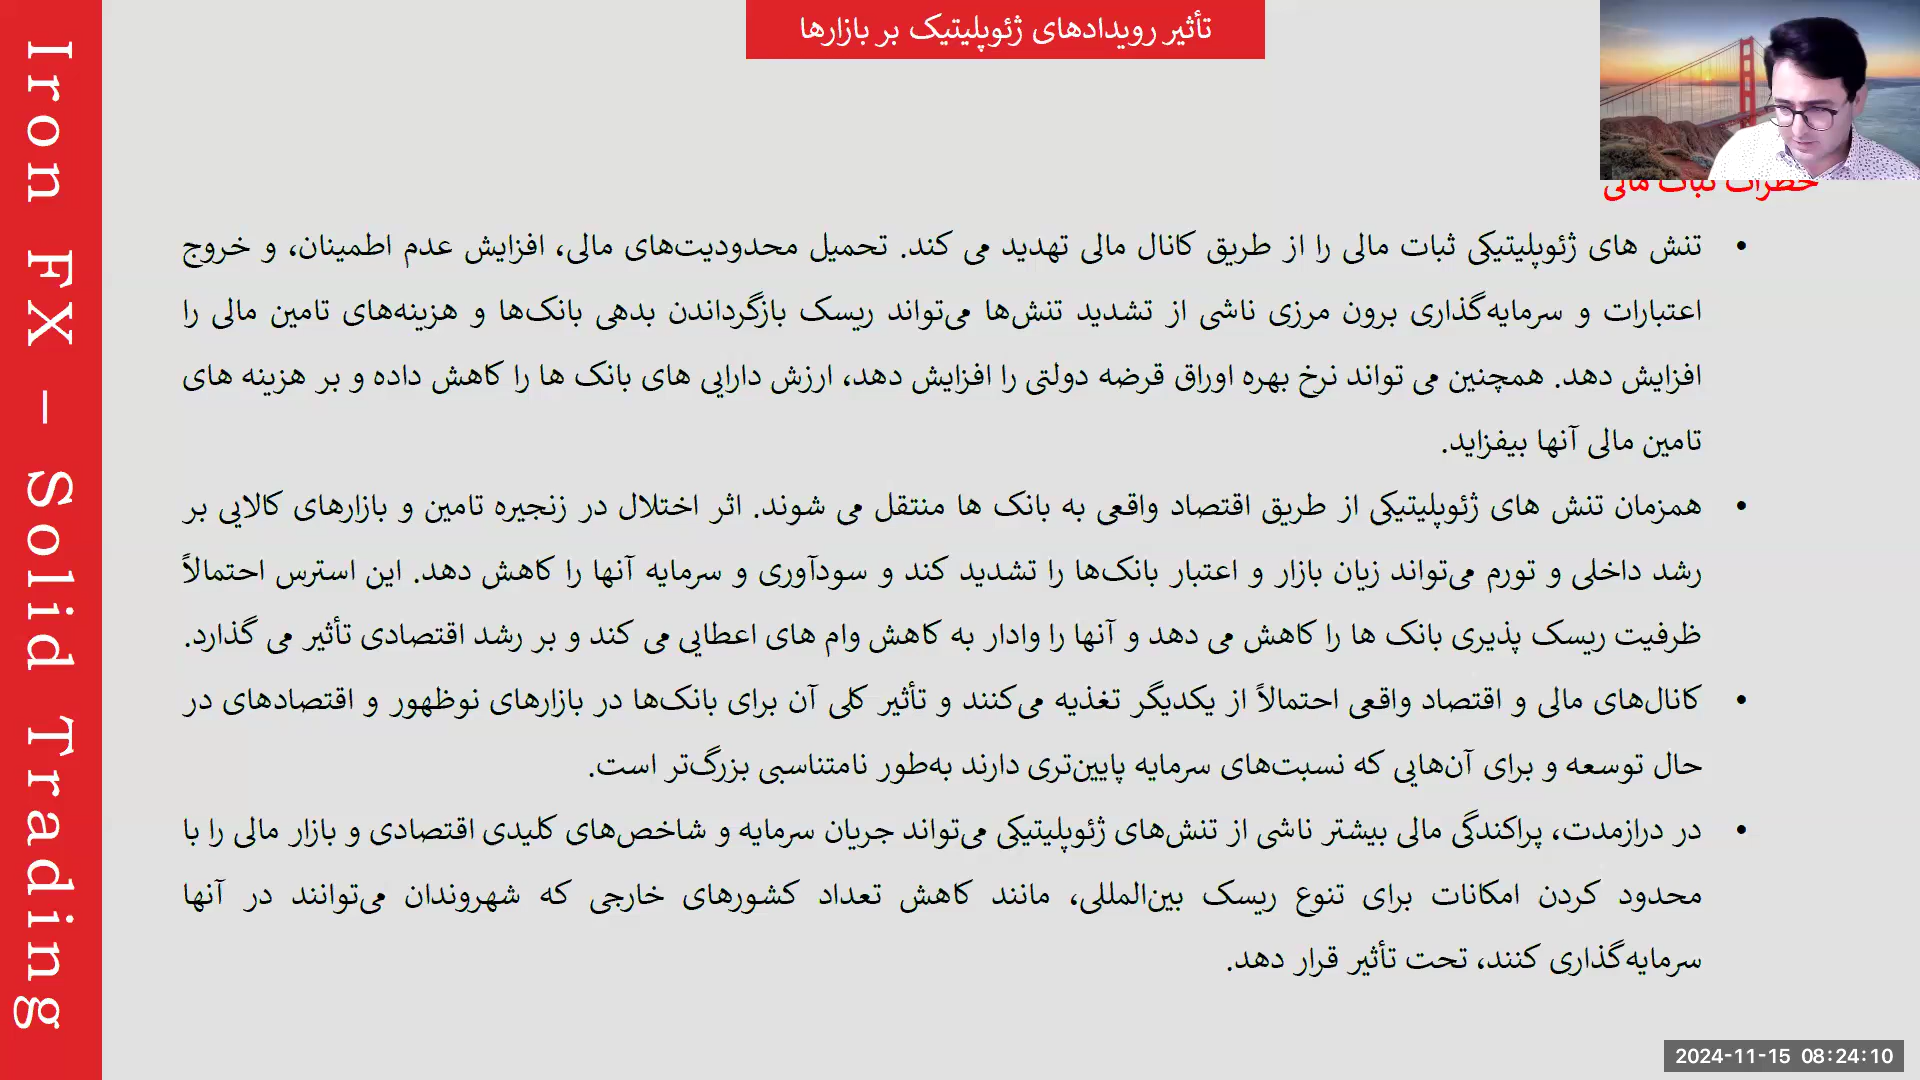 تأثیر رویدادهای ژئوپلیتیک بر بازارها
Iron FX – Solid Trading
خطرات ثبات مالی
• تنش های ژئوپلیتیکی ثبات مالی را از طریق کانال مالی تهدید می کند. تحمیل محدودیت‌های مالی، افزایش عدم اطمینان، و خروج
اعتبارات و سرمایه‌گذاری برون مرزی ناشی از تشدید تنش‌ها می‌تواند ریسک بازگرداندن بدهی بانک‌ها و هزینه‌های تامین مالی را
افزایش دهد. همچنین می تواند نرخ بهره اوراق قرضه دولتی را افزایش دهد، ارزش دارایی های بانک ها را کاهش داده و بر هزینه های
تامین مالی آنها بیفزاید.
• همزمان تنش های ژئوپلیتیکی از طریق اقتصاد واقعی به بانک ها منتقل می شوند. اثر اختلال در زنجیره تامین و بازارهای کالایی بر
رشد داخلی و تورم می‌تواند زیان بازار و اعتبار بانک‌ها را تشدید کند و سودآوری و سرمایه آنها را کاهش دهد. این استرس احتمالاً
ظرفیت ریسک پذیری بانک ها را کاهش می دهد و آنها را وادار به کاهش وام های اعطایی می کند و بر رشد اقتصادی تأثیر می گذارد.
• کانال‌های مالی و اقتصاد واقعی احتمالاً از یکدیگر تغذیه می‌کنند و تأثیر کلی آن برای بانک‌ها در بازارهای نوظهور و اقتصادهای در
حال توسعه و برای آن‌هایی که نسبت‌های سرمایه پایین‌تری دارند به‌طور نامتناسبی بزرگ‌تر است.
• در درازمدت، پراکندگی مالی بیشتر ناشی از تنش‌های ژئوپلیتیکی می‌تواند جریان سرمایه و شاخص‌های کلیدی اقتصادی و بازار مالی را با
محدود کردن امکانات برای تنوع ریسک بین‌المللی، مانند کاهش تعداد کشورهای خارجی که شهروندان می‌توانند در آنها
سرمایه‌گذاری کنند، تحت تأثیر قرار دهد.
2024-11-15 08:24:10